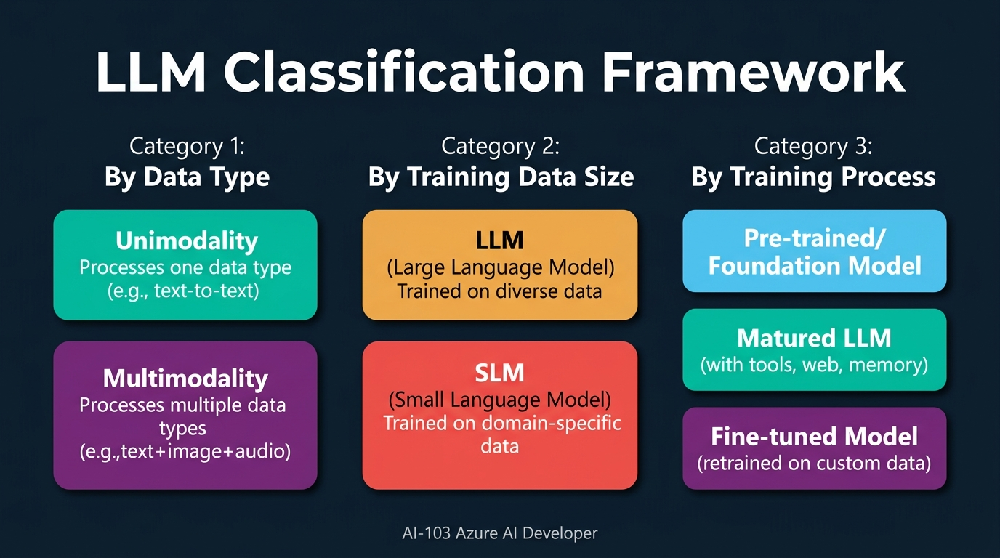 LLM Classification Framework
Category 1:
By Data Type
Unimodality
Processes one data type
(e.g., text-to-text)
Multimodality
Processes multiple data
types
(e.g.,text+image+audio)
Category 2:
By Training Data Size
LLM
(Large Language Model)
Trained on diverse data
SLM
(Small Language Model)
Trained on domain-specific
data
Category 3:
By Training Process
Pre-trained/
Foundation Model
Matured LLM
(with tools, web, memory)
Fine-tuned Model
(retrained on custom data)
AI-103 Azure AI Developer